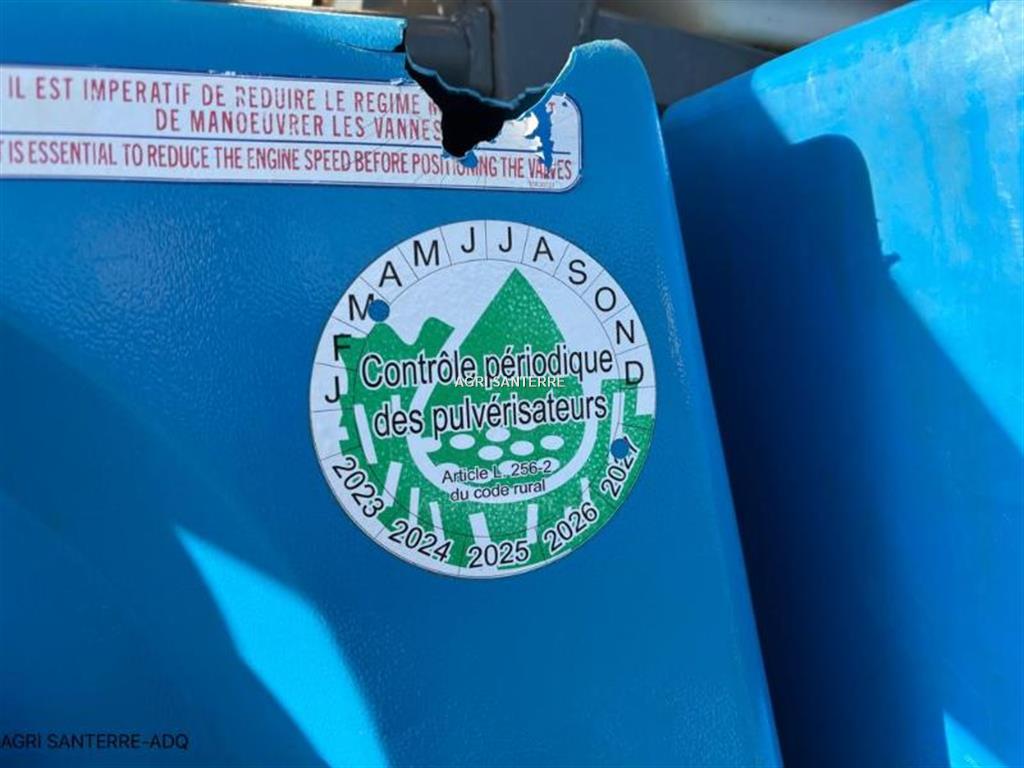 IL EST IMPERATIF DE REDUIRE LE REGIME
DE MANOEUVRER LES VANNES
T IS ESSENTIAL TO REDUCE THE ENGINE SPEED BEFORE POSITIONING THE VALVES
J F M A M J J A S O N D
Contrôle périodique
AGRI SANTERRE
des pulvérisateurs
Article L. 256-2
du code rural
2023 2024 2025 2026 2027
AGRI SANTERRE-ADQ